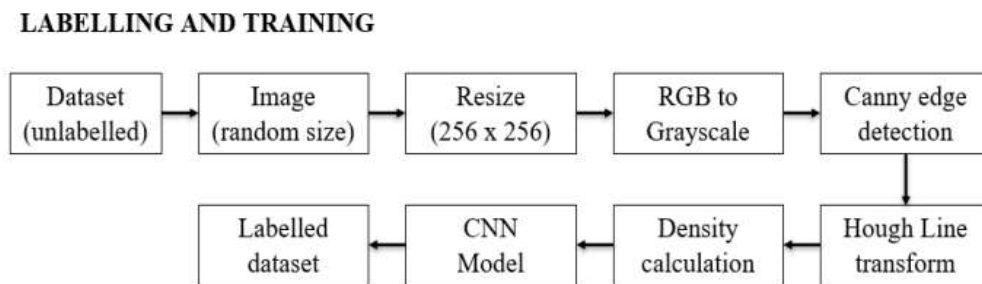 LABELLING AND TRAINING
Dataset
(unlabelled)
Image
(random size)
Resize
(256 x 256)
RGB to
Grayscale
Canny edge
detection
Hough Line
transform
Density
calculation
CNN
Model
Labelled
dataset